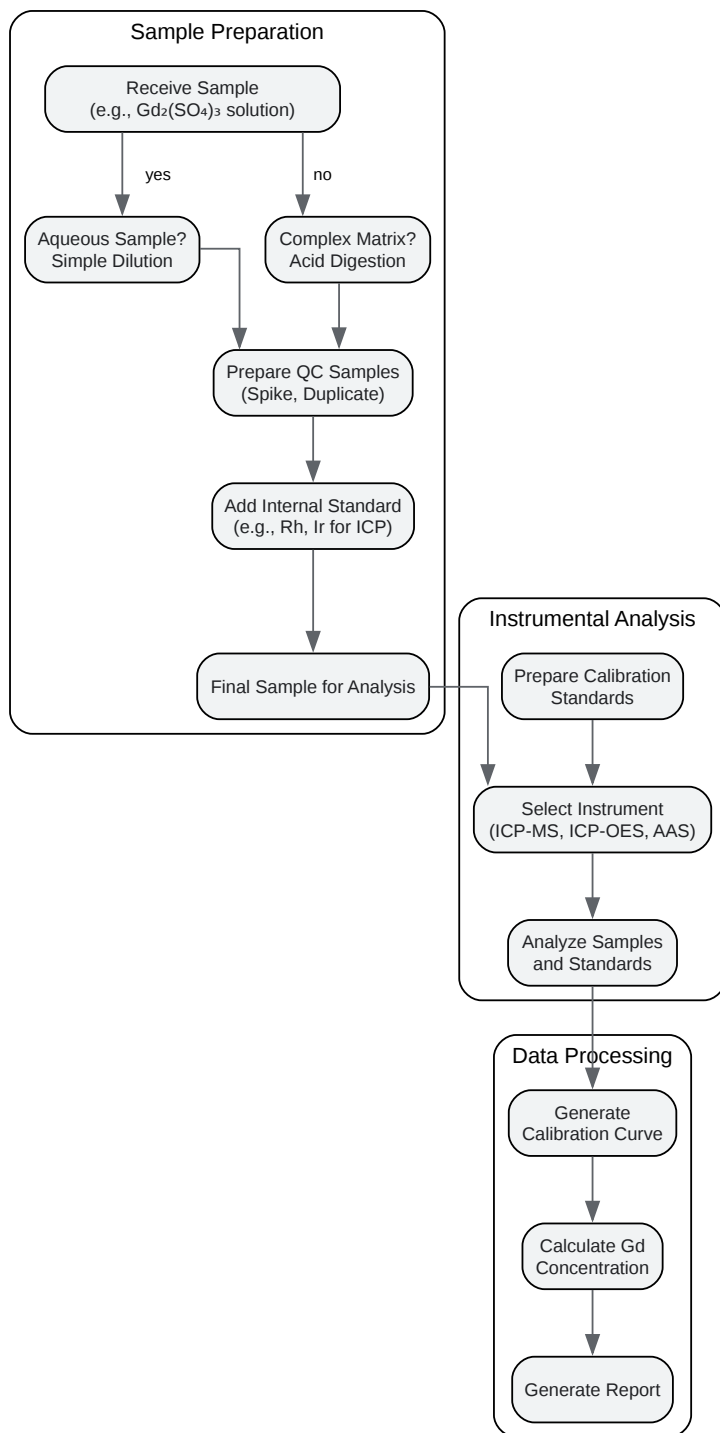 Sample Preparation
Receive Sample
(e.g., Gd₂(SO₄)₃ solution)
yes
no
Aqueous Sample?
Simple Dilution
Complex Matrix?
Acid Digestion
Prepare QC Samples
(Spike, Duplicate)
Add Internal Standard
(e.g., Rh, Ir for ICP)
Final Sample for Analysis
Instrumental Analysis
Prepare Calibration
Standards
Select Instrument
(ICP-MS, ICP-OES, AAS)
Analyze Samples
and Standards
Data Processing
Generate
Calibration Curve
Calculate Gd
Concentration
Generate Report